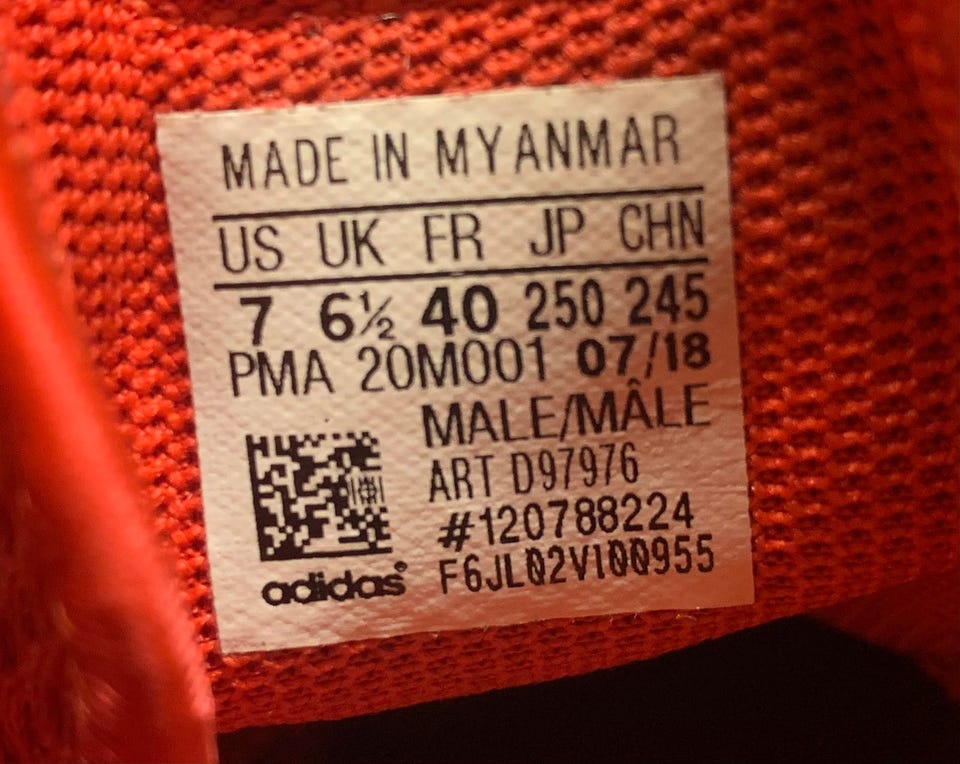 MADE IN MYANMAR
US UK FR JP CHN
7 6½ 40 250 245
PMA 20M001 07/18
MALE/MÂLE
ART D97976
#120788224
adidas® F6JL02VI00955